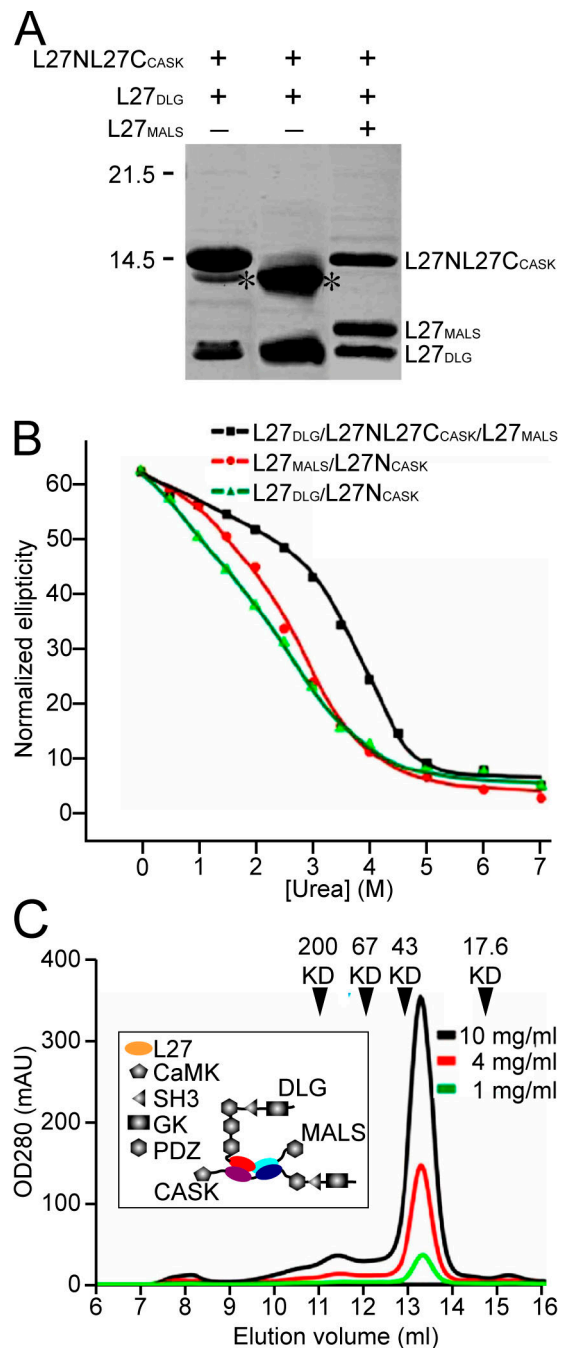 A
L27NL27CCASK + + +
L27DLG + + +
L27MALS – – +
21.5
14.5
* *
L27NL27CCASK
L27MALS
L27DLG
B
L27DLG/L27NL27CCASK/L27MALS
L27MALS/L27NCASK
L27DLG/L27NCASK
Normalized ellipticity
60
50
40
30
20
10
0
0 1 2 3 4 5 6 7
[Urea] (M)
C
200 KD
67 KD
43 KD
17.6 KD
10 mg/ml
4 mg/ml
1 mg/ml
L27
CaMK
SH3
GK
PDZ
DLG
MALS
CASK
OD280 (mAU)
400
300
200
100
0
6 7 8 9 10 11 12 13 14 15 16
Elution volume (ml)